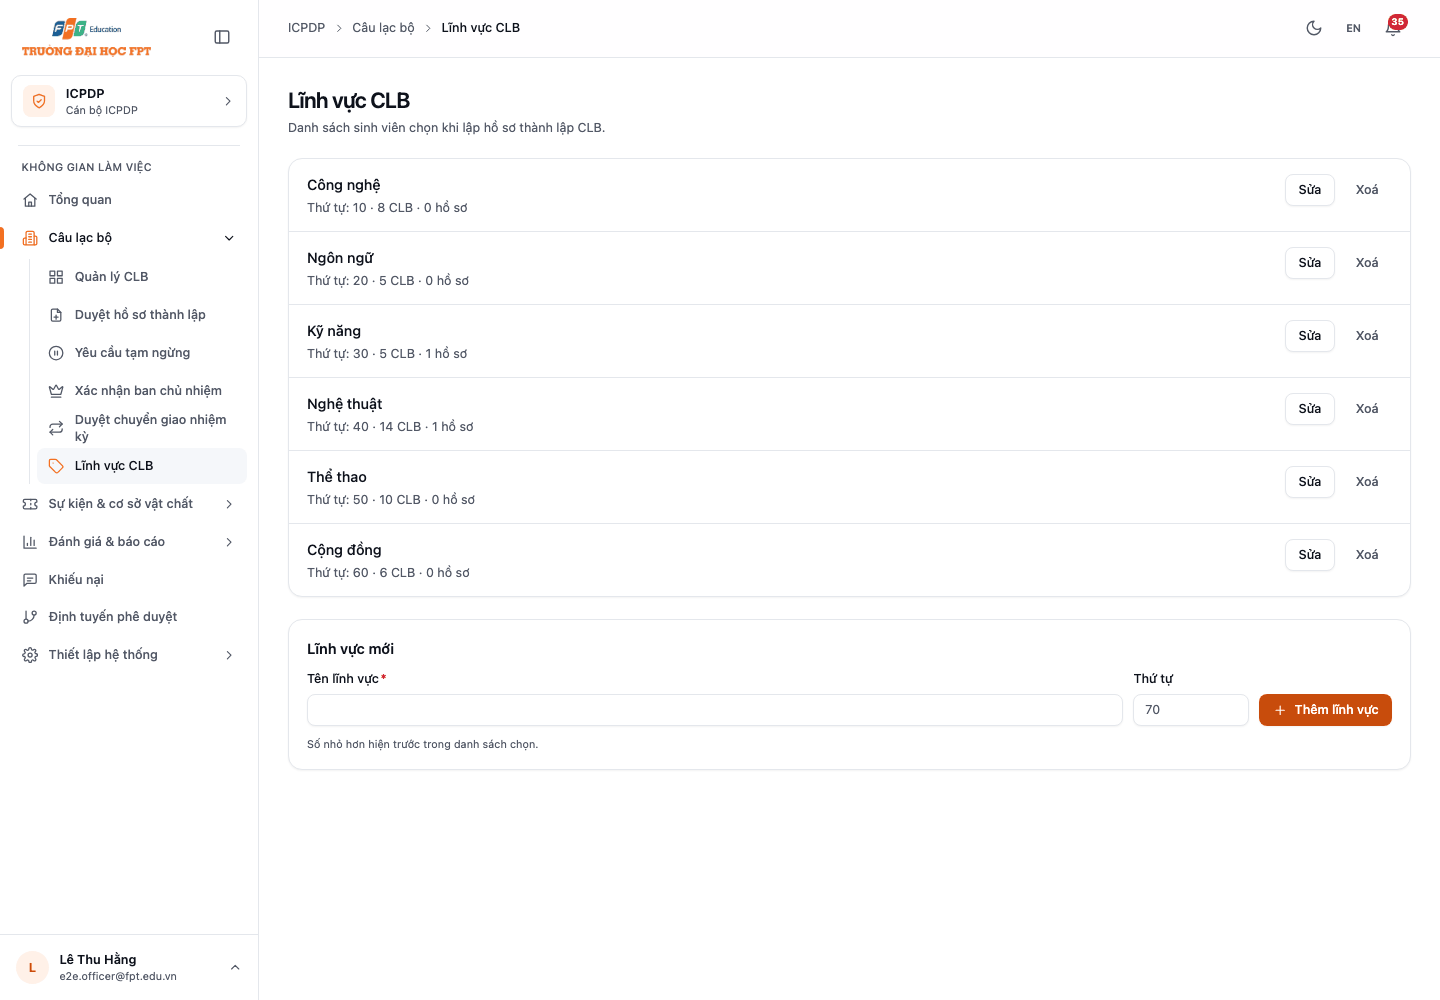 FPT Education
TRƯỜNG ĐẠI HỌC FPT
ICPDP
Cán bộ ICPDP
KHÔNG GIAN LÀM VIỆC
Tổng quan
Câu lạc bộ
Quản lý CLB
Duyệt hồ sơ thành lập
Yêu cầu tạm ngừng
Xác nhận ban chủ nhiệm
Duyệt chuyển giao nhiệm
kỳ
Lĩnh vực CLB
Sự kiện & cơ sở vật chất
Đánh giá & báo cáo
Khiếu nại
Định tuyến phê duyệt
Thiết lập hệ thống
L
Lê Thu Hằng
e2e.officer@fpt.edu.vn
ICPDP > Câu lạc bộ > Lĩnh vực CLB
EN
35
Lĩnh vực CLB
Danh sách sinh viên chọn khi lập hồ sơ thành lập CLB.
Công nghệ
Thứ tự: 10 · 8 CLB · 0 hồ sơ
Sửa Xoá
Ngôn ngữ
Thứ tự: 20 · 5 CLB · 0 hồ sơ
Sửa Xoá
Kỹ năng
Thứ tự: 30 · 5 CLB · 1 hồ sơ
Sửa Xoá
Nghệ thuật
Thứ tự: 40 · 14 CLB · 1 hồ sơ
Sửa Xoá
Thể thao
Thứ tự: 50 · 10 CLB · 0 hồ sơ
Sửa Xoá
Cộng đồng
Thứ tự: 60 · 6 CLB · 0 hồ sơ
Sửa Xoá
Lĩnh vực mới
Tên lĩnh vực*
Thứ tự
70
+ Thêm lĩnh vực
Số nhỏ hơn hiện trước trong danh sách chọn.